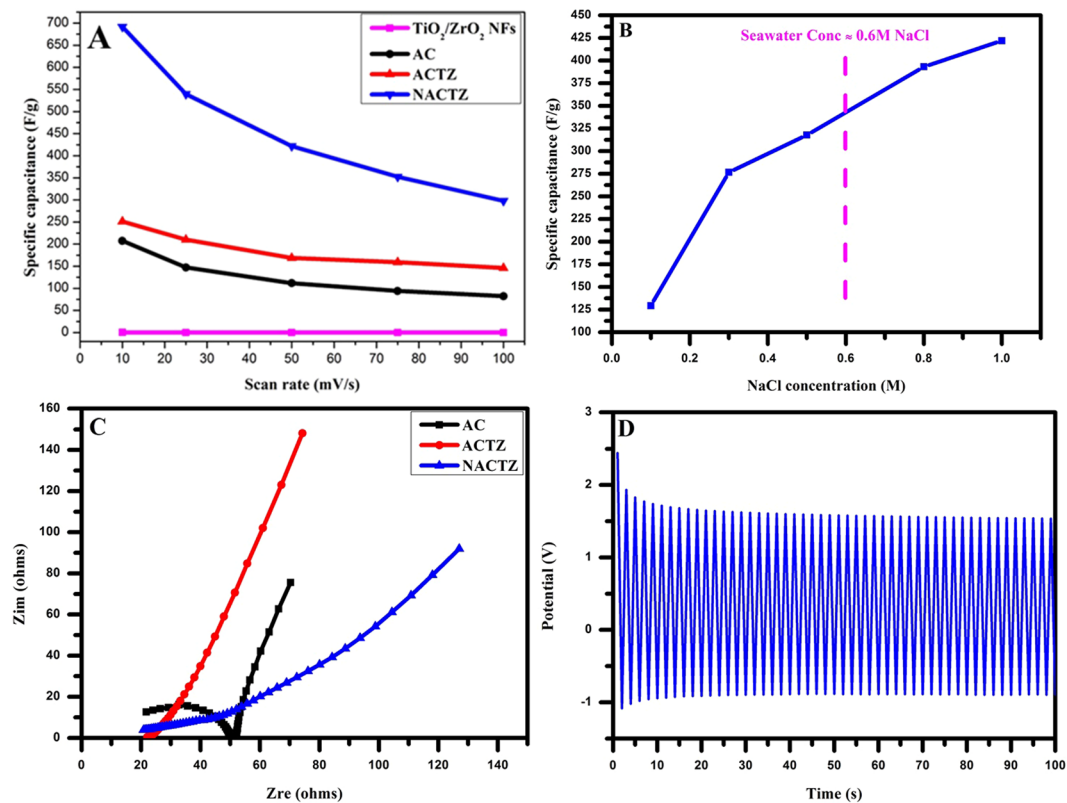 A
TiO2/ZrO2 NFs
AC
ACTZ
NACTZ
700
650
600
550
500
450
400
350
300
250
200
150
100
50
0
Specific capacitance (F/g)
0 10 20 30 40 50 60 70 80 90 100
Scan rate (mV/s)
B
Seawater Conc ≈ 0.6M NaCl
450
425
400
375
350
325
300
275
250
225
200
175
150
125
100
Specific capacitance (F/g)
0.0 0.2 0.4 0.6 0.8 1.0
NaCl concentration (M)
C
AC
ACTZ
NACTZ
160
140
120
100
80
60
40
20
0
Zim (ohms)
0 20 40 60 80 100 120 140
Zre (ohms)
D
3
2
1
0
-1
Potential (V)
0 10 20 30 40 50 60 70 80 90 100
Time (s)